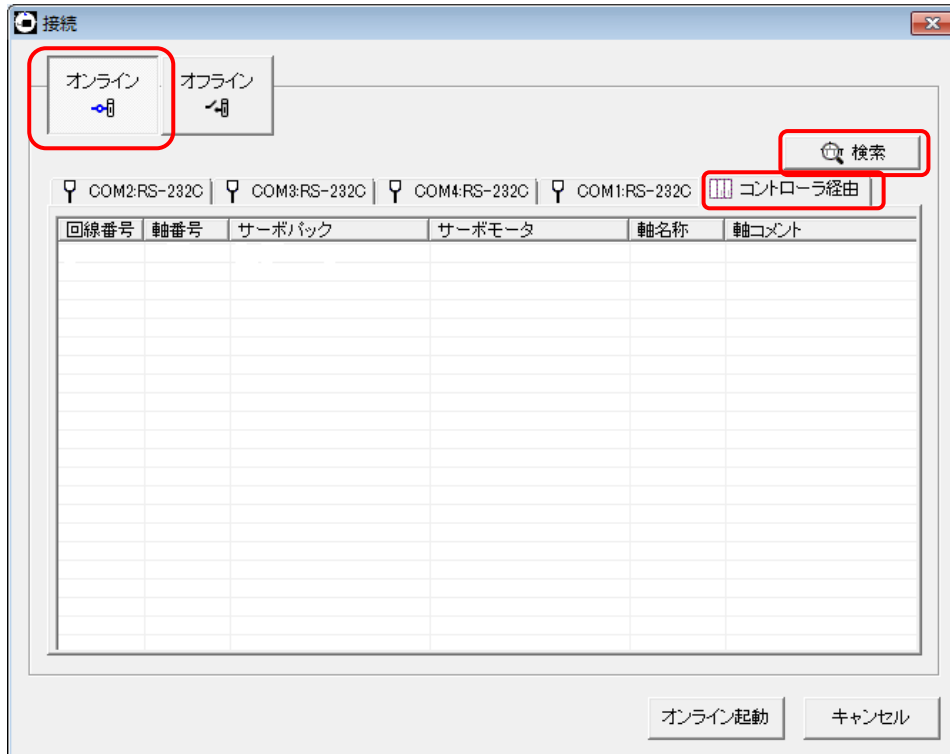 接続
オンライン オフライン
検索
COM2:RS-232C COM3:RS-232C COM4:RS-232C COM1:RS-232C コントローラ経由
回線番号 軸番号 サーボパック サーボモータ 軸名称 軸コメント
オンライン起動 キャンセル